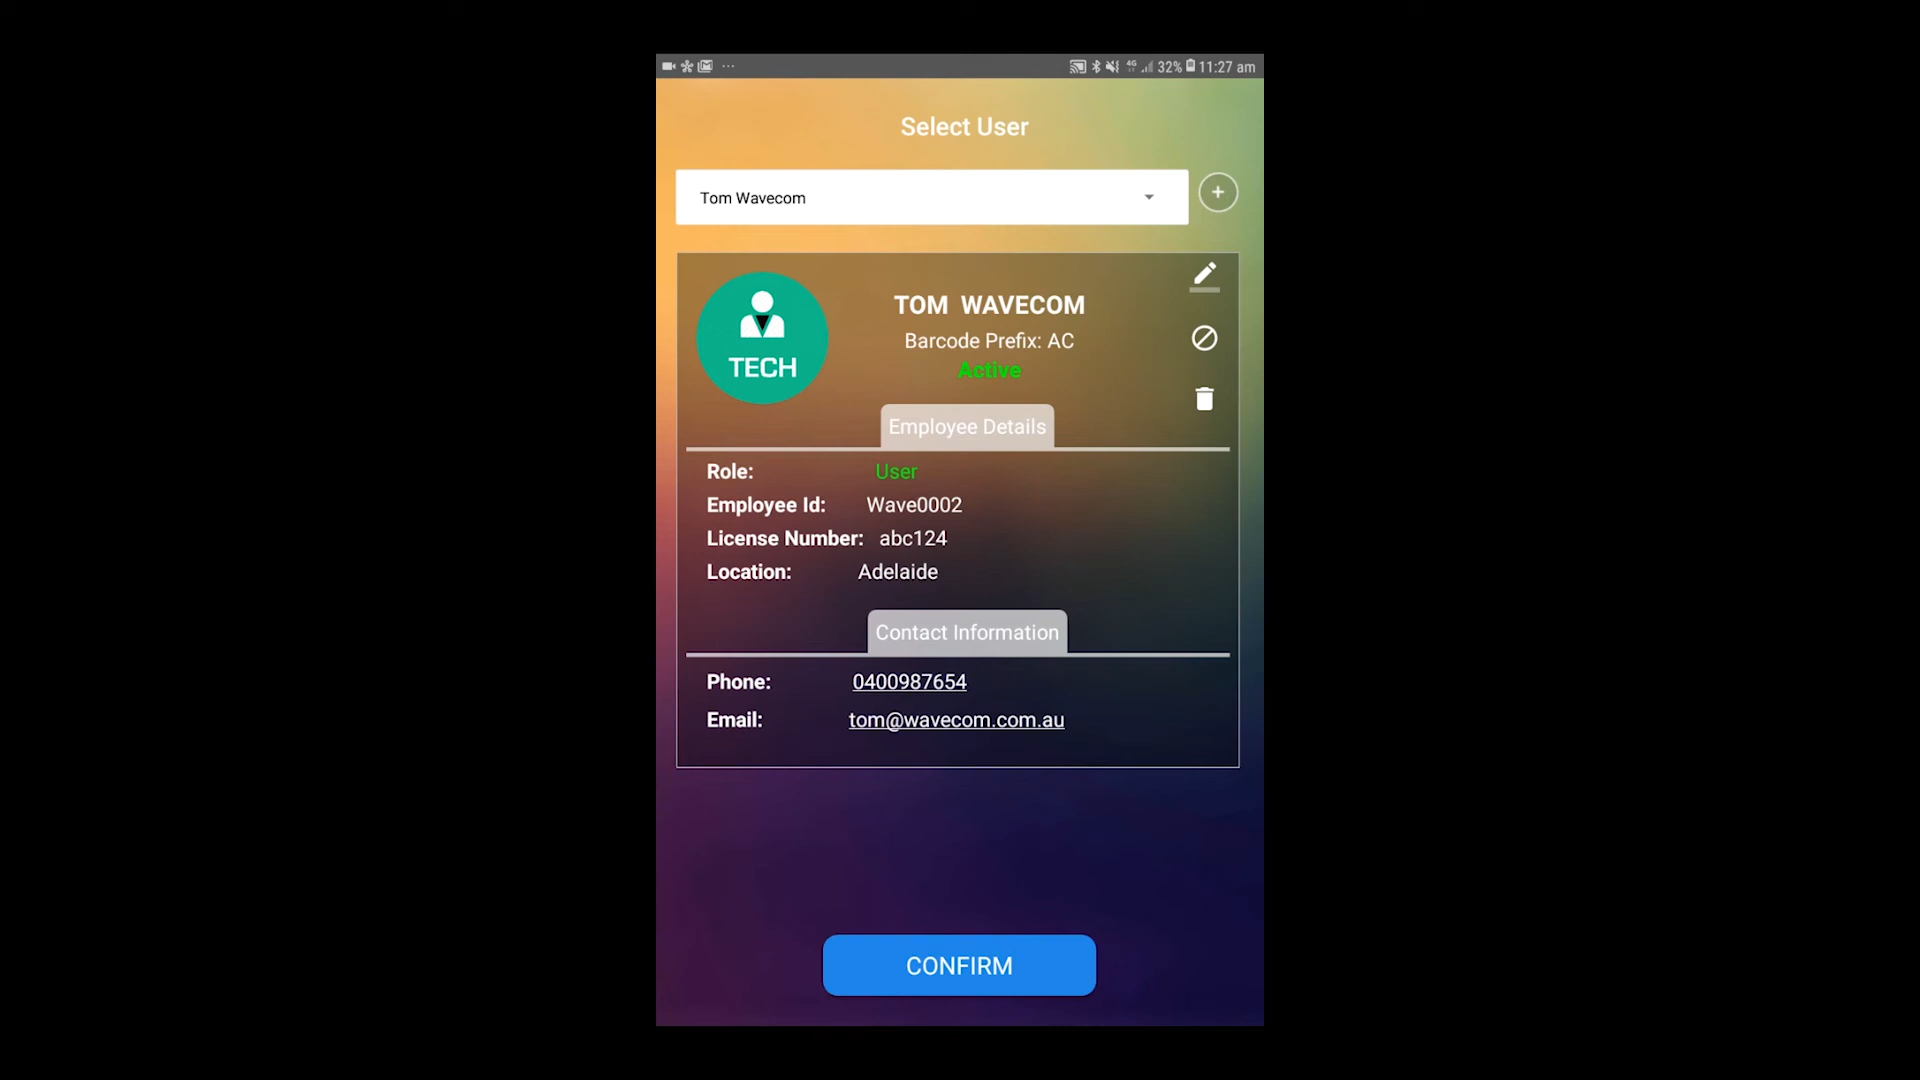 4G 32% 11:27 am
Select User
Tom Wavecom
TECH
TOM WAVECOM
Barcode Prefix: AC
Active
Employee Details
Role: User
Employee Id: Wave0002
License Number: abc124
Location: Adelaide
Contact Information
Phone: 0400987654
Email: tom@wavecom.com.au
CONFIRM